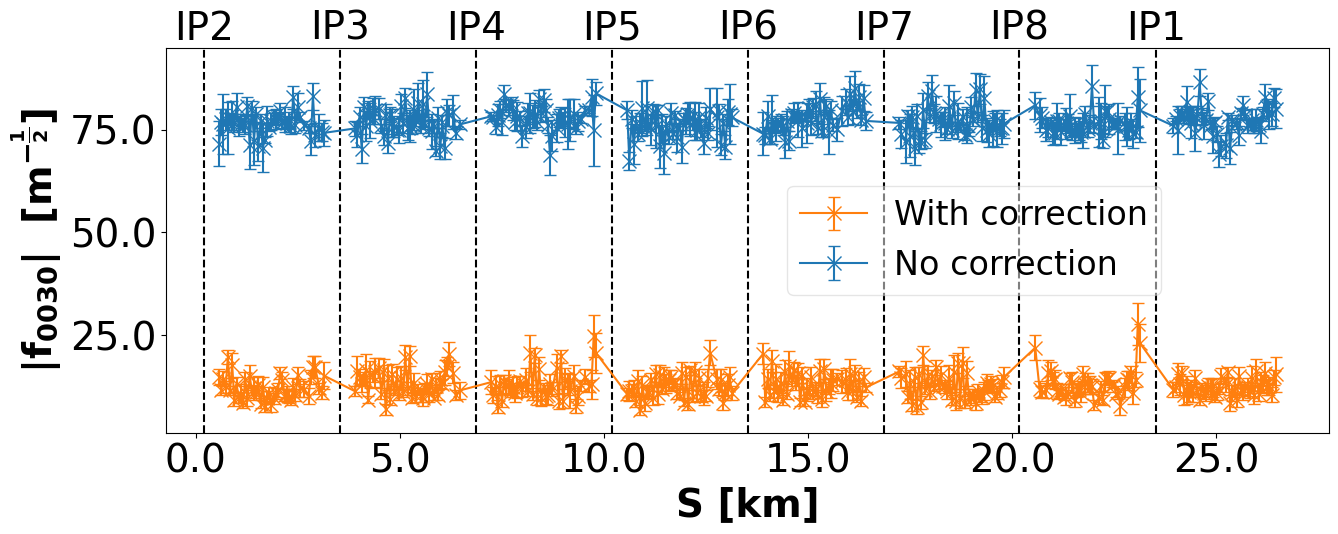 IP2 IP3 IP4 IP5 IP6 IP7 IP8 IP1
|f₀₀₃₀| [m^{-1/2}]
75.0
50.0
25.0
With correction
No correction
0.0 5.0 10.0 15.0 20.0 25.0
S [km]